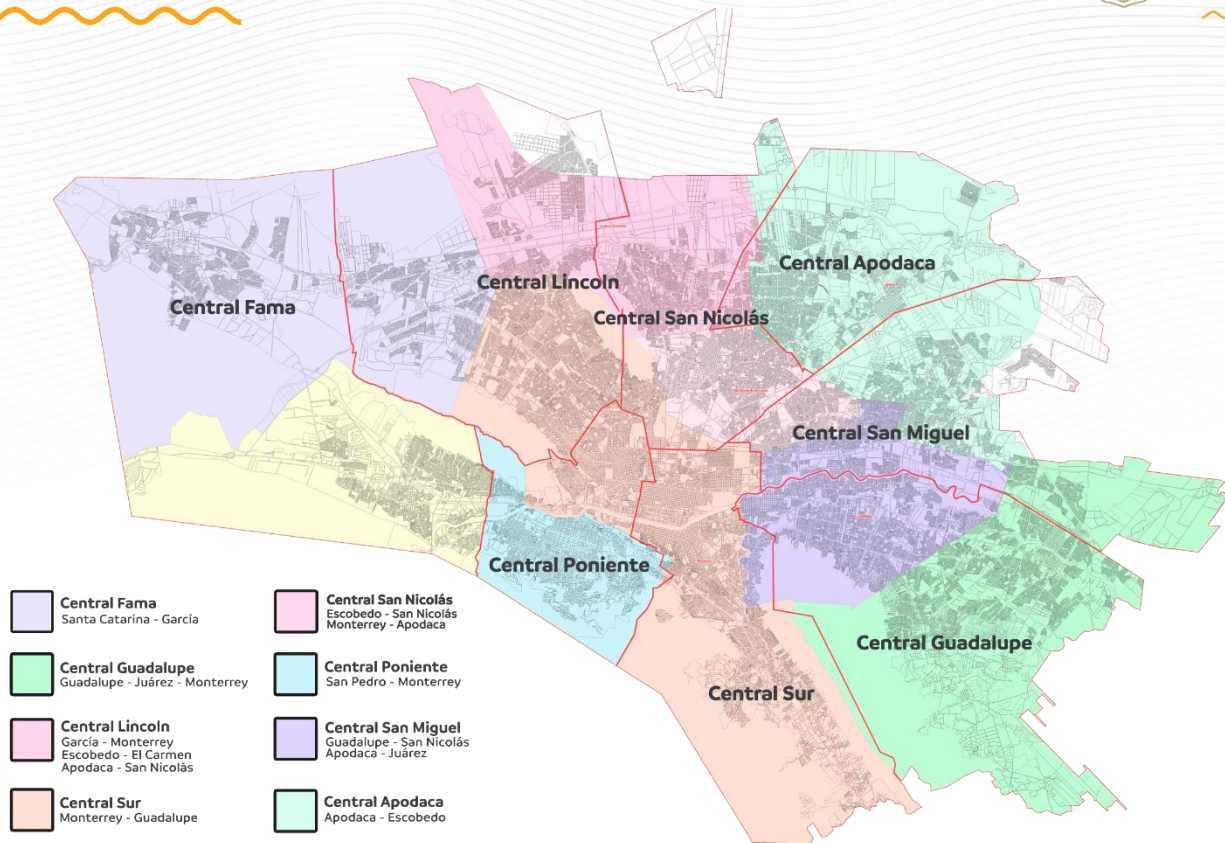 Central Fama
Central Lincoln
Central San Nicolás
Central Apodaca
Central San Miguel
Central Poniente
Central Guadalupe
Central Sur
Central Fama
Santa Catarina - García
Central Guadalupe
Guadalupe - Juárez - Monterrey
Central Lincoln
García - Monterrey
Escobedo - El Carmen
Apodaca - San Nicolás
Central Sur
Monterrey - Guadalupe
Central San Nicolás
Escobedo - San Nicolás
Monterrey - Apodaca
Central Poniente
San Pedro - Monterrey
Central San Miguel
Guadalupe - San Nicolás
Apodaca - Juárez
Central Apodaca
Apodaca - Escobedo